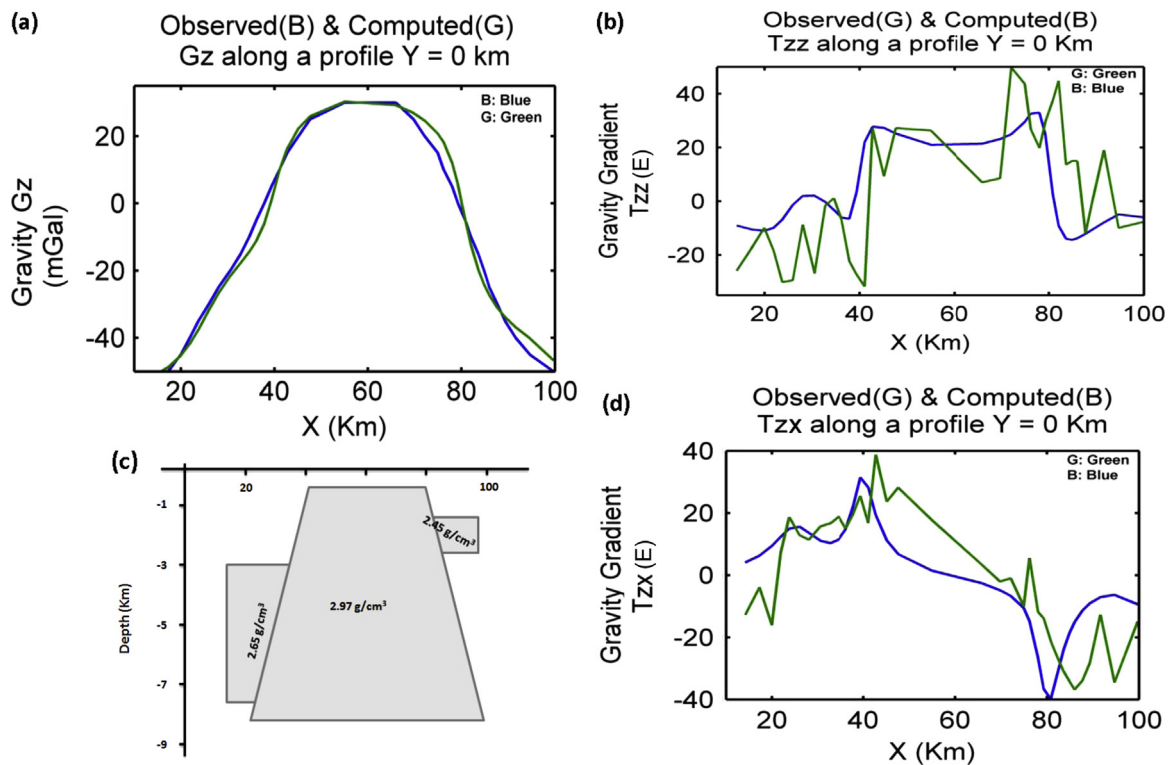 (a)
Observed(B) & Computed(G)
Gz along a profile Y = 0 km
B: Blue
G: Green
Gravity Gz
(mGal)
20
0
-20
-40
20 40 60 80 100
X (Km)
(b)
Observed(G) & Computed(B)
Tzz along a profile Y = 0 Km
G: Green
B: Blue
Gravity Gradient
Tzz (E)
40
20
0
-20
20 40 60 80 100
X (Km)
(c)
20 100
-1
-3
-5
-7
-9
Depth (Km)
2.45 g/cm³
2.97 g/cm³
2.65 g/cm³
(d)
Observed(G) & Computed(B)
Tzx along a profile Y = 0 Km
G: Green
B: Blue
Gravity Gradient
Tzx (E)
40
20
0
-20
-40
20 40 60 80 100
X (Km)